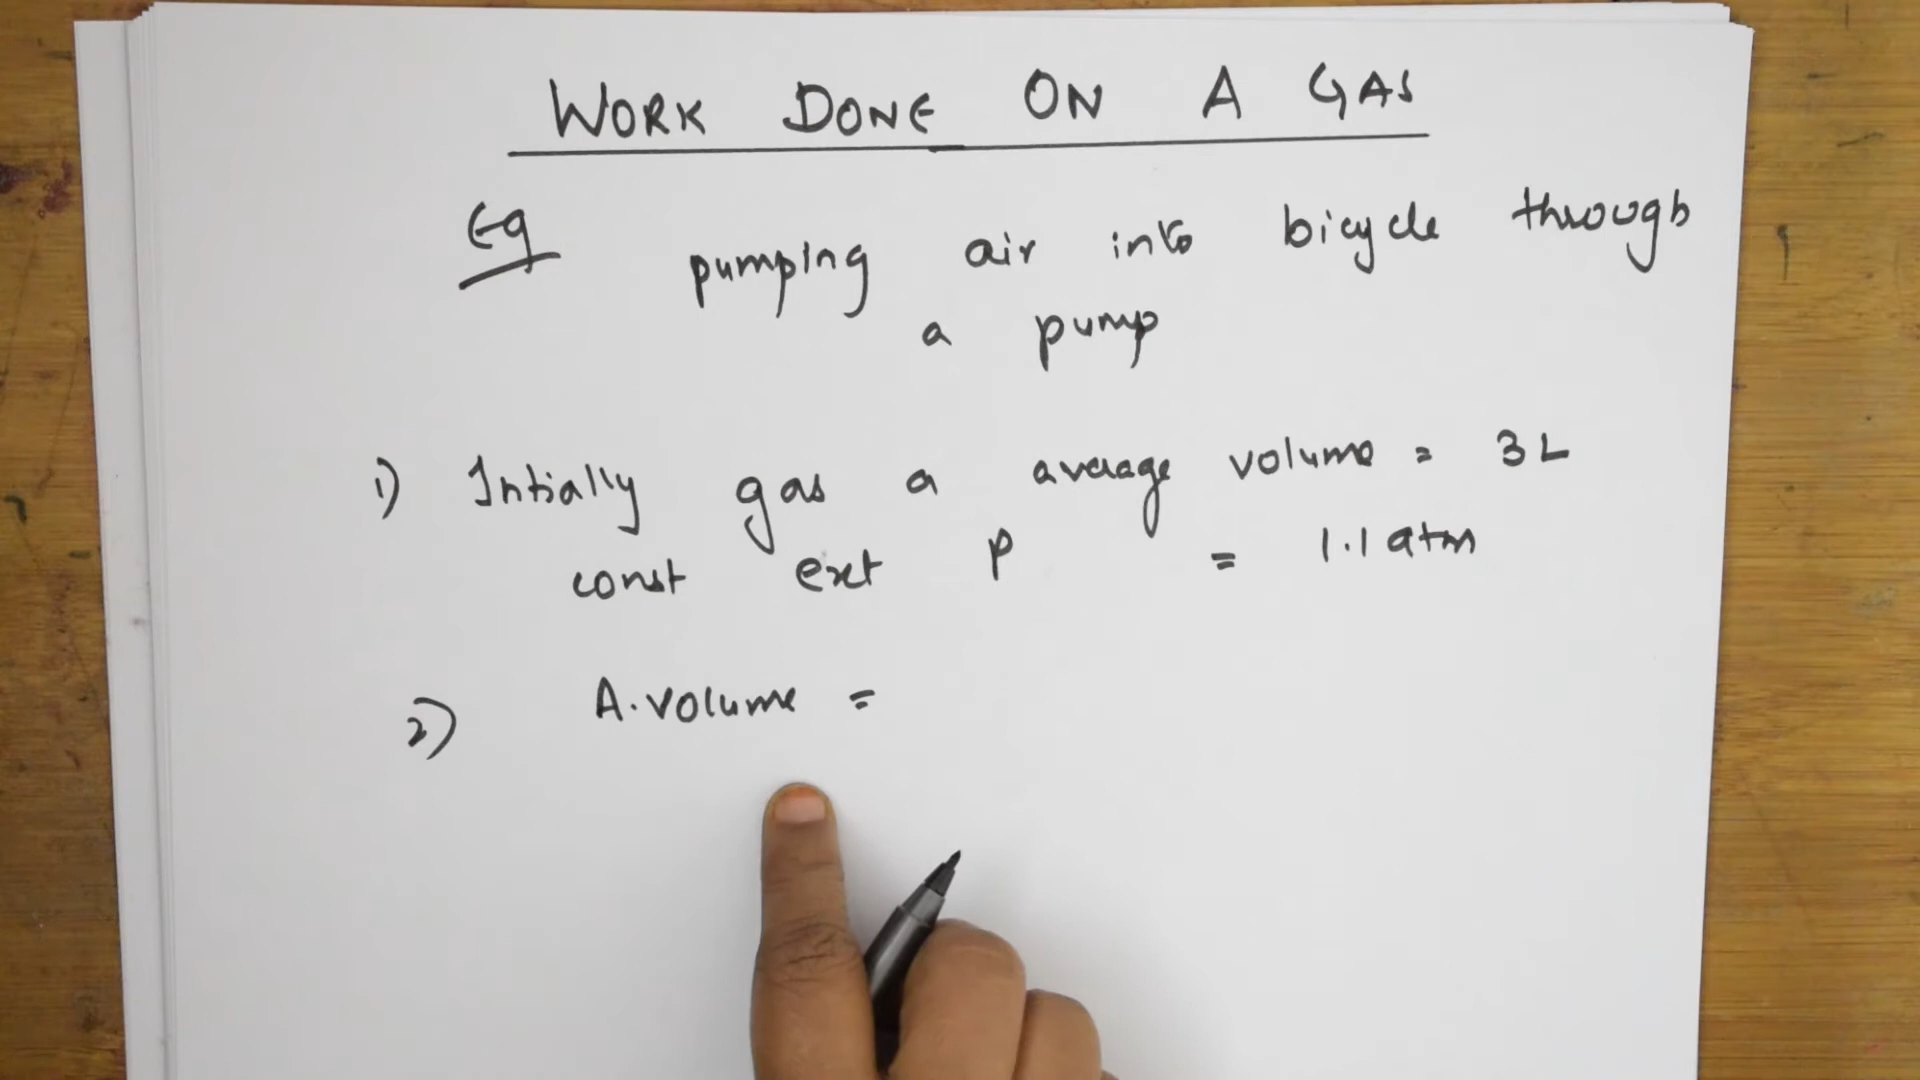 WORK DONE ON A GAS
Eg pumping air into bicycle through
a pump
1) Intially gas a average volume = 3L
const ext P = 1.1 atm
2) A.volume =